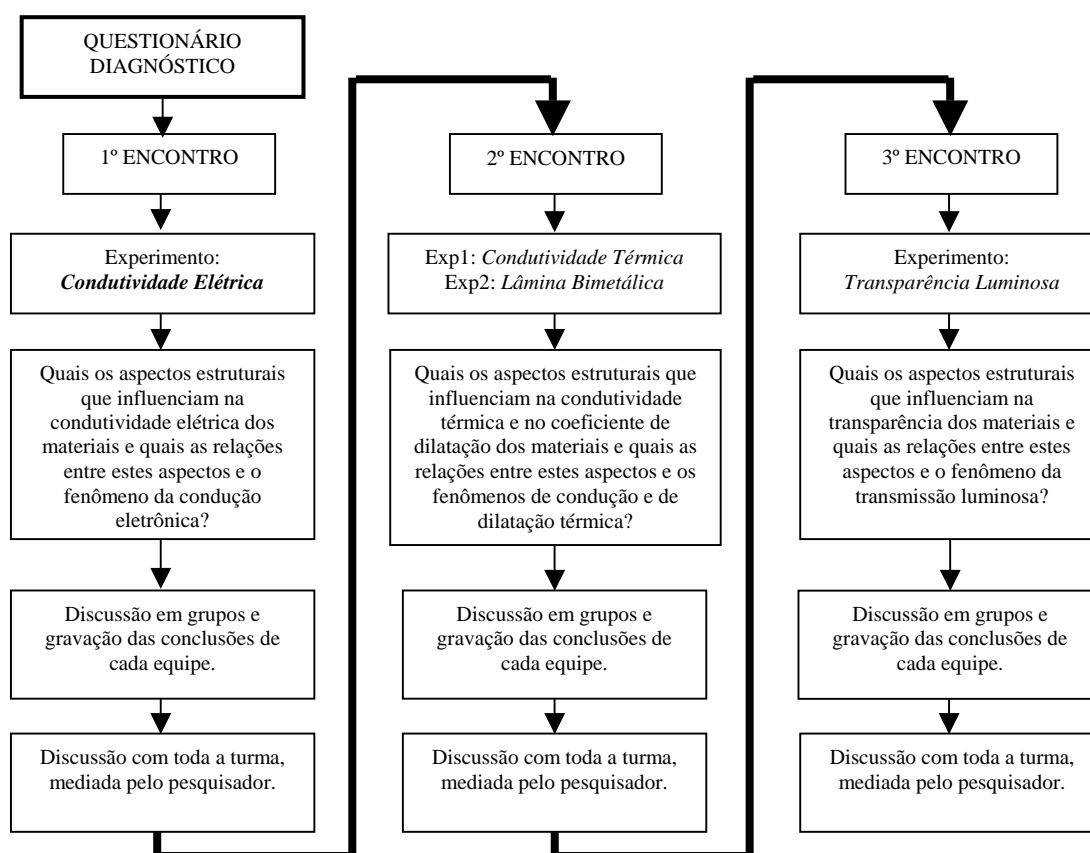 QUESTIONÁRIO
DIAGNÓSTICO
1º ENCONTRO
Experimento:
Condutividade Elétrica
Quais os aspectos estruturais
que influenciam na
condutividade elétrica dos
materiais e quais as relações
entre estes aspectos e o
fenômeno da condução
eletrônica?
Discussão em grupos e
gravação das conclusões de
cada equipe.
Discussão com toda a turma,
mediada pelo pesquisador.
2º ENCONTRO
Exp1: Condutividade Térmica
Exp2: Lâmina Bimetálica
Quais os aspectos estruturais que
influenciam na condutividade
térmica e no coeficiente de
dilatação dos materiais e quais as
relações entre estes aspectos e os
fenômenos de condução e de
dilatação térmica?
Discussão em grupos e
gravação das conclusões de
cada equipe.
Discussão com toda a turma,
mediada pelo pesquisador.
3º ENCONTRO
Experimento:
Transparência Luminosa
Quais os aspectos estruturais
que influenciam na
transparência dos materiais e
quais as relações entre estes
aspectos e o fenômeno da
transmissão luminosa?
Discussão em grupos e
gravação das conclusões de
cada equipe.
Discussão com toda a turma,
mediada pelo pesquisador.